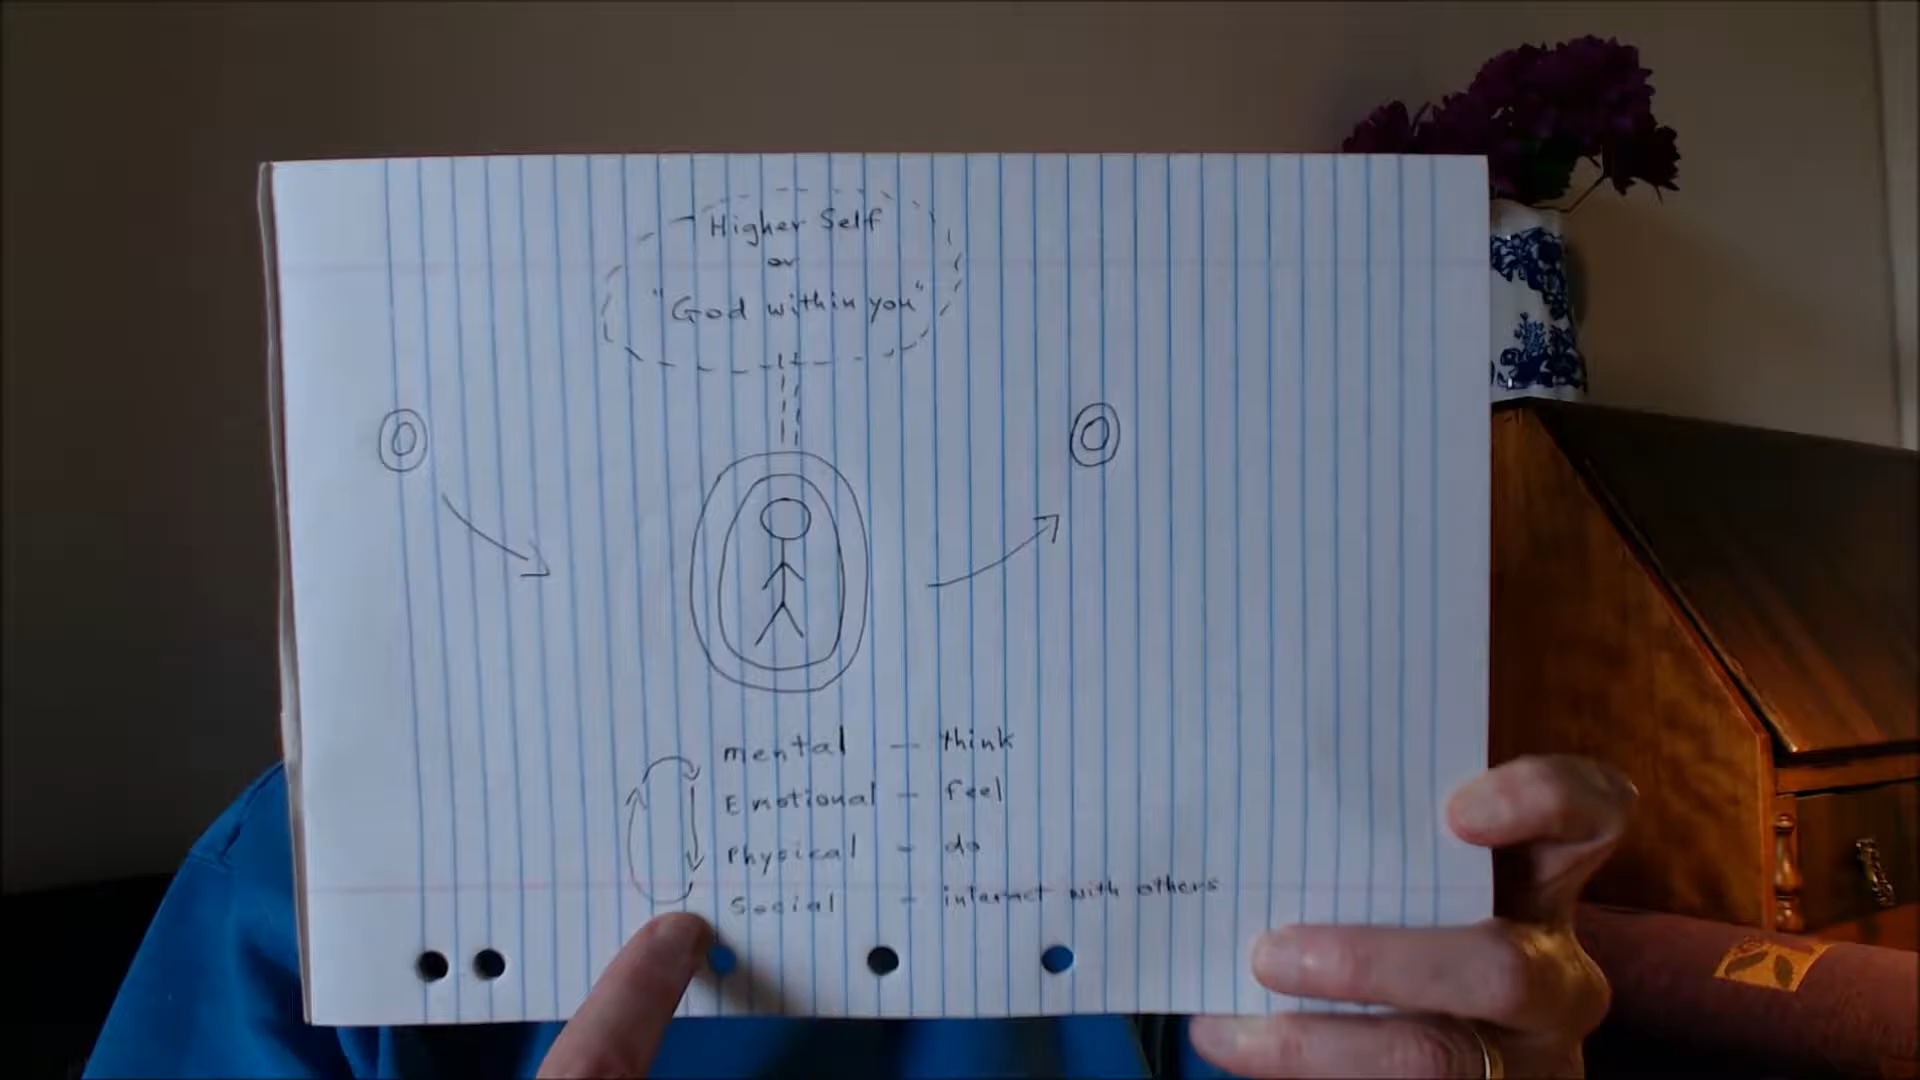 Higher Self
or
"God within you"
mental — think
Emotional - feel
Physical - do
Social - interact with others